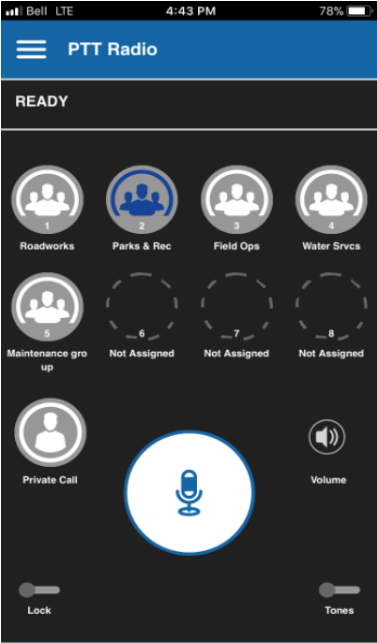 Bell LTE 4:43 PM 78%
PTT Radio
READY
1 2 3 4
Roadworks Parks & Rec Field Ops Water Srvcs
5 6 7 8
Maintenance gro
up
Not Assigned Not Assigned Not Assigned
Private Call
Volume
Lock Tones